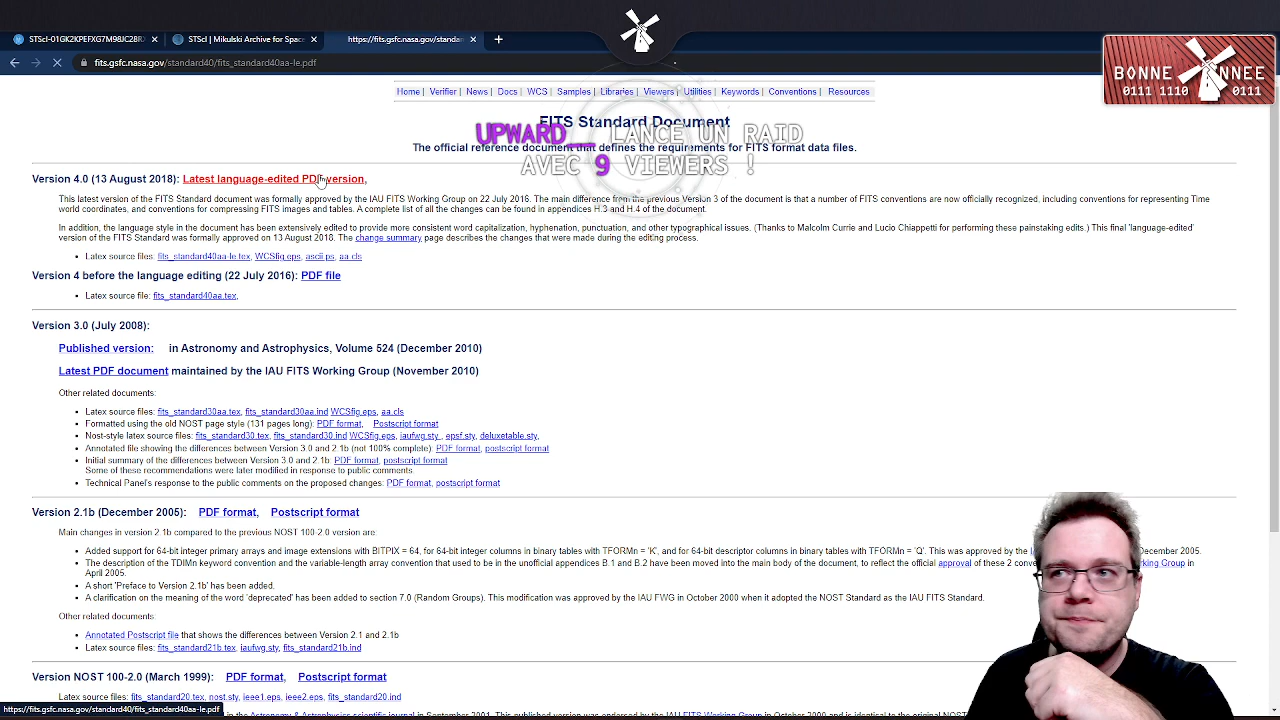 STScI-01GK2KPEFXG7M98JC28R
STScI | Mikulski Archive for Space
https://fits.gsfc.nasa.gov/standar
fits.gsfc.nasa.gov/standard40/fits_standard40aa-le.pdf
BONNE ANNEE
0111 1110 0111
Home | Verifier | News | Docs | WCS | Samples | Libraries | Viewers | Utilities | Keywords | Conventions | Resources
FITS Standard Document
UPWARD__ LANCE UN RAID
The official reference document that defines the requirements for FITS format data files.
AVEC 9 VIEWERS !
Version 4.0 (13 August 2018): Latest language-edited PDF version,
This latest version of the FITS Standard document was formally approved by the IAU FITS Working Group on 22 July 2016. The main difference from the previous Version 3 of the document is that a number of FITS conventions are now officially recognized, including conventions for representing Time
world coordinates, and conventions for compressing FITS images and tables. A complete list of all the changes can be found in appendices H.3 and H.4 of the document.
In addition, the language style in the document has been extensively edited to provide more consistent word capitalization, hyphenation, punctuation, and other typographical issues. (Thanks to Malcolm Currie and Lucio Chiappetti for performing these painstaking edits.) This final 'language-edited'
version of the FITS Standard was formally approved on 13 August 2018. The change summary page describes the changes that were made during the editing process.
Latex source files: fits_standard40aa-le.tex, WCSfig.eps, ascii.ps, aa.cls
Version 4 before the language editing (22 July 2016): PDF file
Latex source file: fits_standard40aa.tex,
Version 3.0 (July 2008):
Published version: in Astronomy and Astrophysics, Volume 524 (December 2010)
Latest PDF document maintained by the IAU FITS Working Group (November 2010)
Other related documents:
Latex source files: fits_standard30aa.tex, fits_standard30aa.ind WCSfig.eps, aa.cls
Formatted using the old NOST page style (131 pages long): PDF format, Postscript format
Nost-style latex source files: fits_standard30.tex, fits_standard30.ind WCSfig.eps, iaufwg.sty , epsf.sty, deluxetable.sty,
Annotated file showing the differences between Version 3.0 and 2.1b (not 100% complete): PDF format, postscript format
Initial summary of the differences between Version 3.0 and 2.1b: PDF format, postscript format
Some of these recommendations were later modified in response to public comments.
Technical Panel's response to the public comments on the proposed changes: PDF format, postscript format
Version 2.1b (December 2005): PDF format, Postscript format
Main changes in version 2.1b compared to the previous NOST 100-2.0 version are:
Added support for 64-bit integer primary arrays and image extensions with BITPIX = 64, for 64-bit integer columns in binary tables with TFORMn = 'K', and for 64-bit descriptor columns in binary tables with TFORMn = 'Q'. This was approved by the December 2005.
The description of the TDIMn keyword convention and the variable-length array convention that used to be in the unofficial appendices B.1 and B.2 have been moved into the main body of the document, to reflect the official approval of these 2 Working Group in
April 2005.
A short 'Preface to Version 2.1b' has been added.
A clarification on the meaning of the word 'deprecated' has been added to section 7.0 (Random Groups). This modification was approved by the IAU FWG in October 2000 when it adopted the NOST Standard as the IAU FITS Standard.
Other related documents:
Annotated Postscript file that shows the differences between Version 2.1 and 2.1b
Latex source files: fits_standard21b.tex, iaufwg.sty, fits_standard21b.ind
Version NOST 100-2.0 (March 1999): PDF format, Postscript format
Latex source files: fits_standard20.tex, nost.sty, ieee1.eps, ieee2.eps, fits_standard20.ind
https://fits.gsfc.nasa.gov/standard40/fits_standard40aa-le.pdf